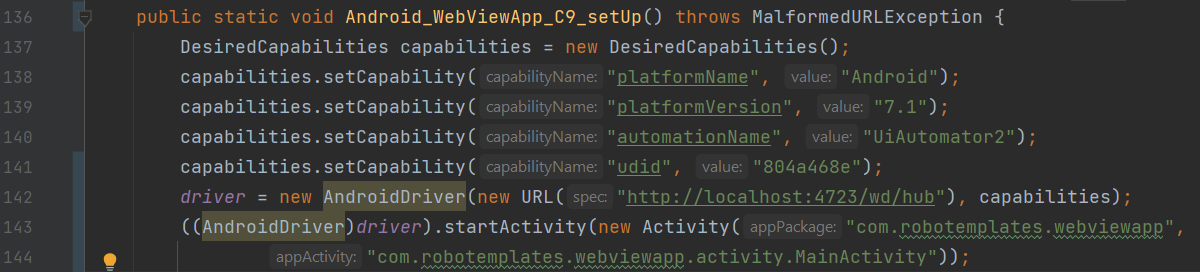 136 public static void Android_WebViewApp_C9_setUp() throws MalformedURLException {
137 DesiredCapabilities capabilities = new DesiredCapabilities();
138 capabilities.setCapability( capabilityName: "platformName", value: "Android");
139 capabilities.setCapability( capabilityName: "platformVersion", value: "7.1");
140 capabilities.setCapability( capabilityName: "automationName", value: "UiAutomator2");
141 capabilities.setCapability( capabilityName: "udid", value: "804a468e");
142 driver = new AndroidDriver(new URL( spec: "http://localhost:4723/wd/hub"), capabilities);
143 ((AndroidDriver)driver).startActivity(new Activity( appPackage: "com.robotemplates.webviewapp",
144 appActivity: "com.robotemplates.webviewapp.activity.MainActivity"));